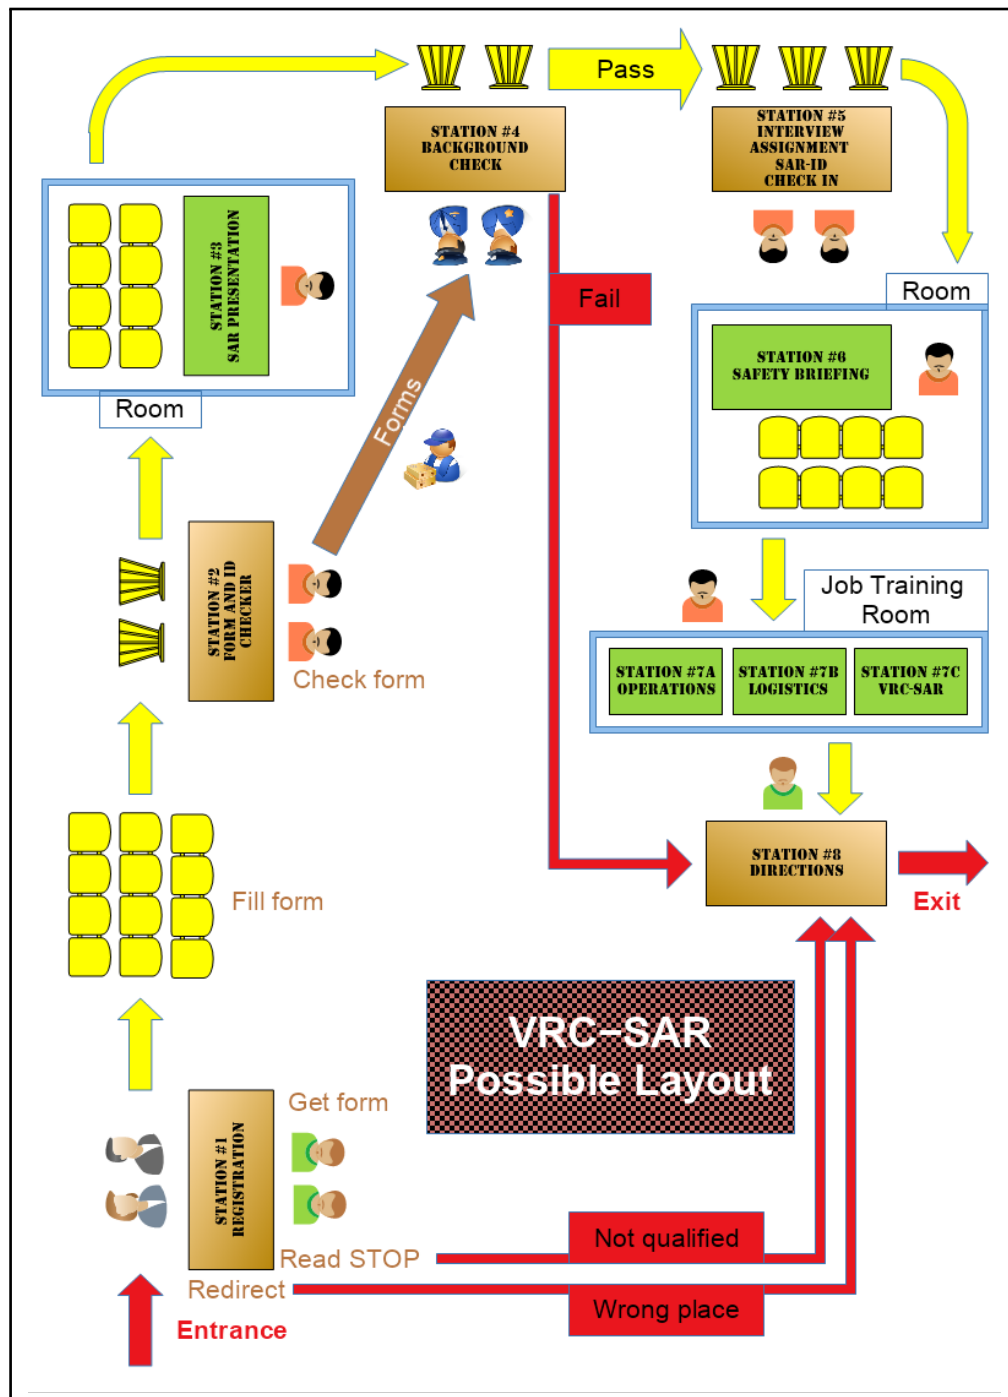 Pass
STATION #4
BACKGROUND
CHECK
STATION #5
INTERVIEW
ASSIGNMENT
SAR-ID
CHECK IN
STATION #3
SAR PRESENTATION
Room
Fail
Room
STATION #6
SAFETY BRIEFING
Forms
STATION #2
FORM AND ID
CHECKER
Check form
Job Training
Room
STATION #7A
OPERATIONS
STATION #7B
LOGISTICS
STATION #7C
VRC-SAR
Fill form
STATION #8
DIRECTIONS
Exit
VRC–SAR
Possible Layout
Get form
STATION #1
REGISTRATION
Read STOP
Not qualified
Redirect
Wrong place
Entrance